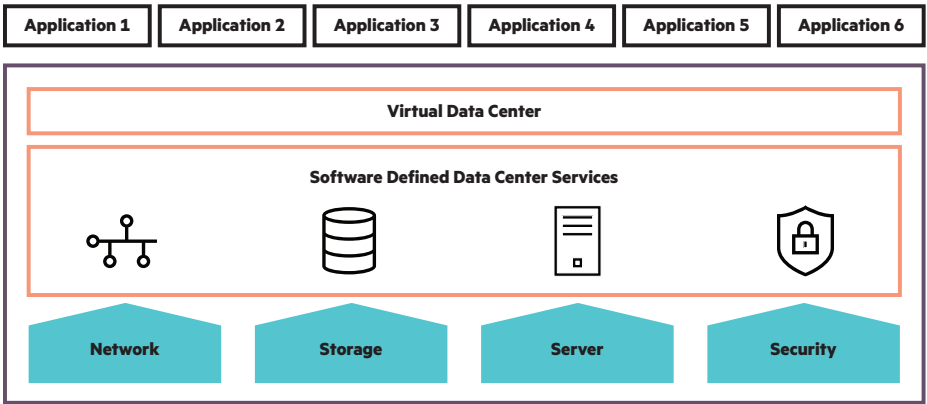 Application 1 Application 2 Application 3 Application 4 Application 5 Application 6
Virtual Data Center
Software Defined Data Center Services
Network Storage Server Security